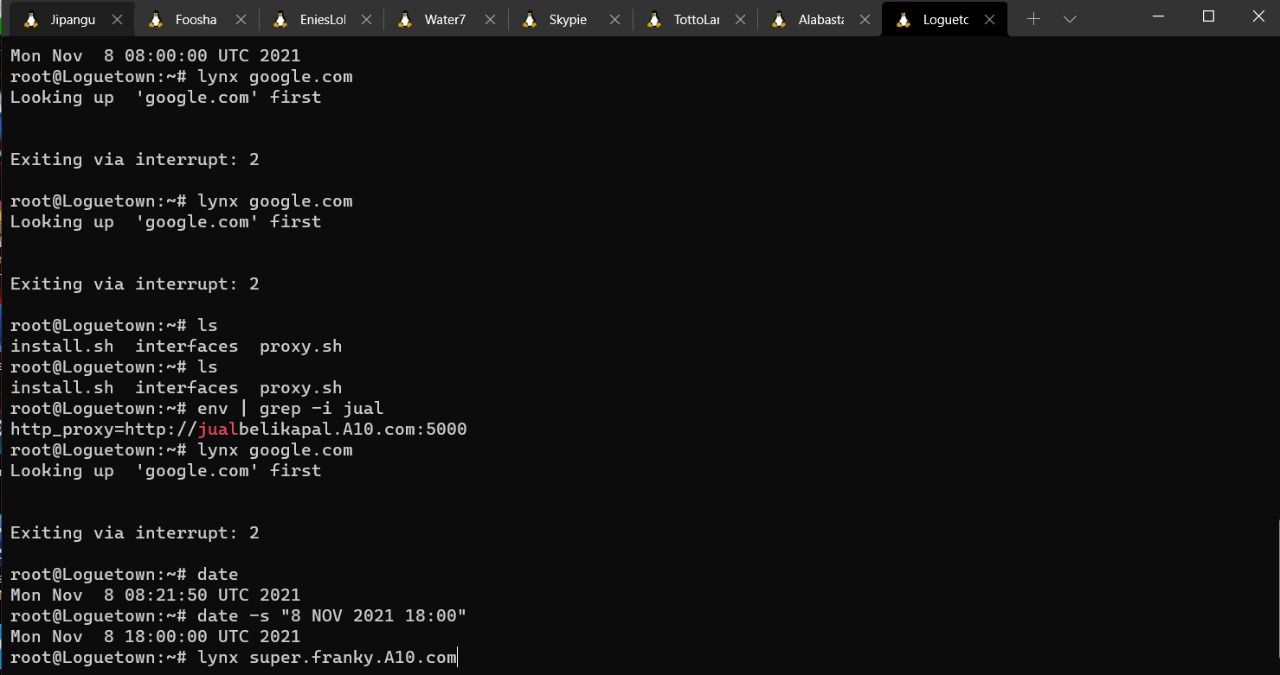 Jipangu Foosha EniesLol Water7 Skypie TottoLar Alabasta Loguetc
Mon Nov  8 08:00:00 UTC 2021
root@Loguetown:~# lynx google.com
Looking up  'google.com' first
Exiting via interrupt: 2
root@Loguetown:~# lynx google.com
Looking up  'google.com' first
Exiting via interrupt: 2
root@Loguetown:~# ls
install.sh  interfaces  proxy.sh
root@Loguetown:~# ls
install.sh  interfaces  proxy.sh
root@Loguetown:~# env | grep -i jual
http_proxy=http://jualbelikapal.A10.com:5000
root@Loguetown:~# lynx google.com
Looking up  'google.com' first
Exiting via interrupt: 2
root@Loguetown:~# date
Mon Nov  8 08:21:50 UTC 2021
root@Loguetown:~# date -s "8 NOV 2021 18:00"
Mon Nov  8 18:00:00 UTC 2021
root@Loguetown:~# lynx super.franky.A10.com